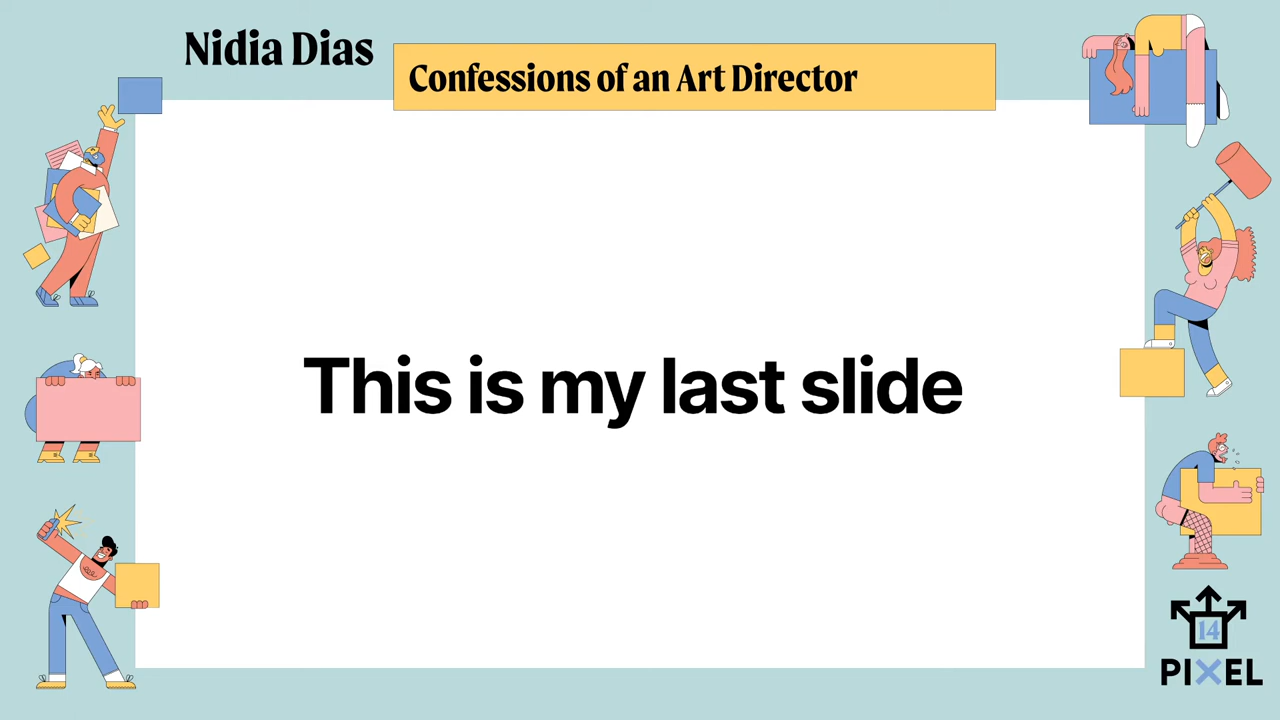 Nidia Dias
Confessions of an Art Director
This is my last slide
14
PIXEL